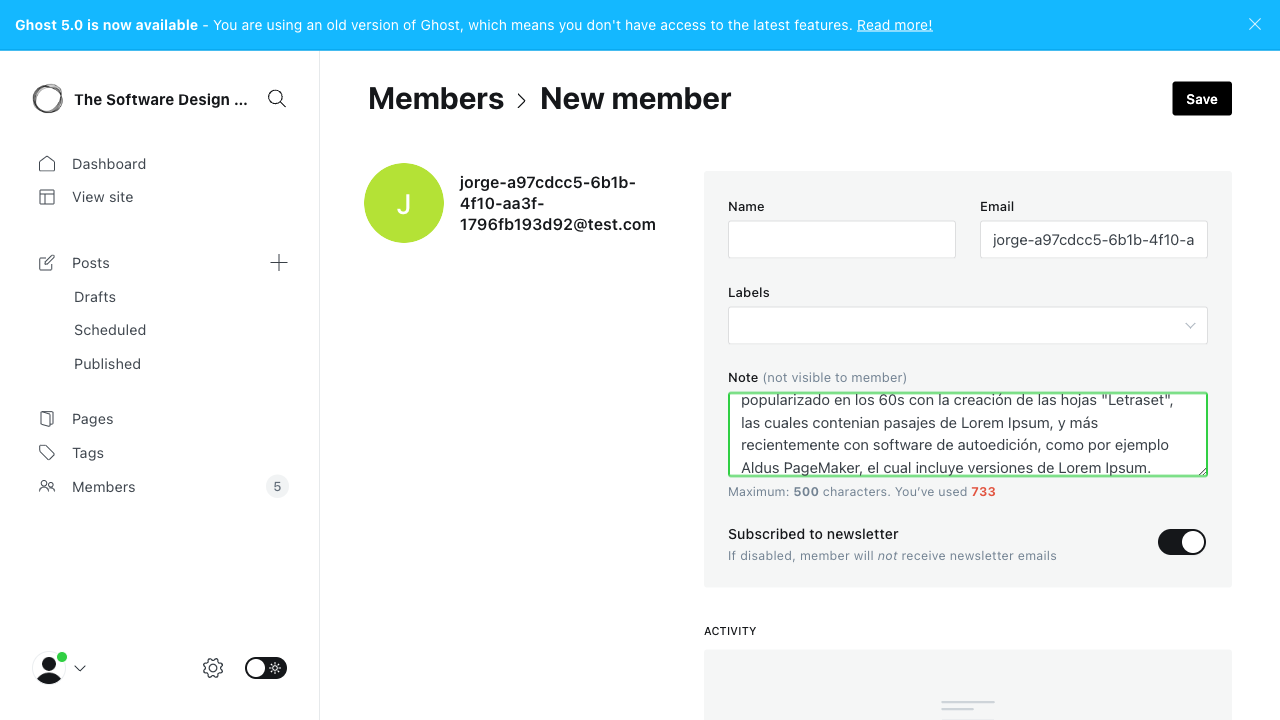 Ghost 5.0 is now available - You are using an old version of Ghost, which means you don't have access to the latest features. Read more!
The Software Design ...
Dashboard
View site
Posts
Drafts
Scheduled
Published
Pages
Tags
Members
5
Members > New member
Save
J
jorge-a97cdcc5-6b1b-
4f10-aa3f-
1796fb193d92@test.com
Name
Email
jorge-a97cdcc5-6b1b-4f10-a
Labels
Note (not visible to member)
popularizado en los 60s con la creación de las hojas "Letraset",
las cuales contenian pasajes de Lorem Ipsum, y más
recientemente con software de autoedición, como por ejemplo
Aldus PageMaker, el cual incluye versiones de Lorem Ipsum.
Maximum: 500 characters. You've used 733
Subscribed to newsletter
If disabled, member will not receive newsletter emails
ACTIVITY